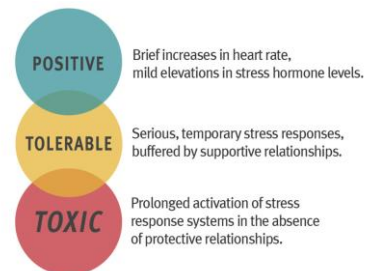 POSITIVE
Brief increases in heart rate,
mild elevations in stress hormone levels.
TOLERABLE
Serious, temporary stress responses,
buffered by supportive relationships.
TOXIC
Prolonged activation of stress
response systems in the absence
of protective relationships.